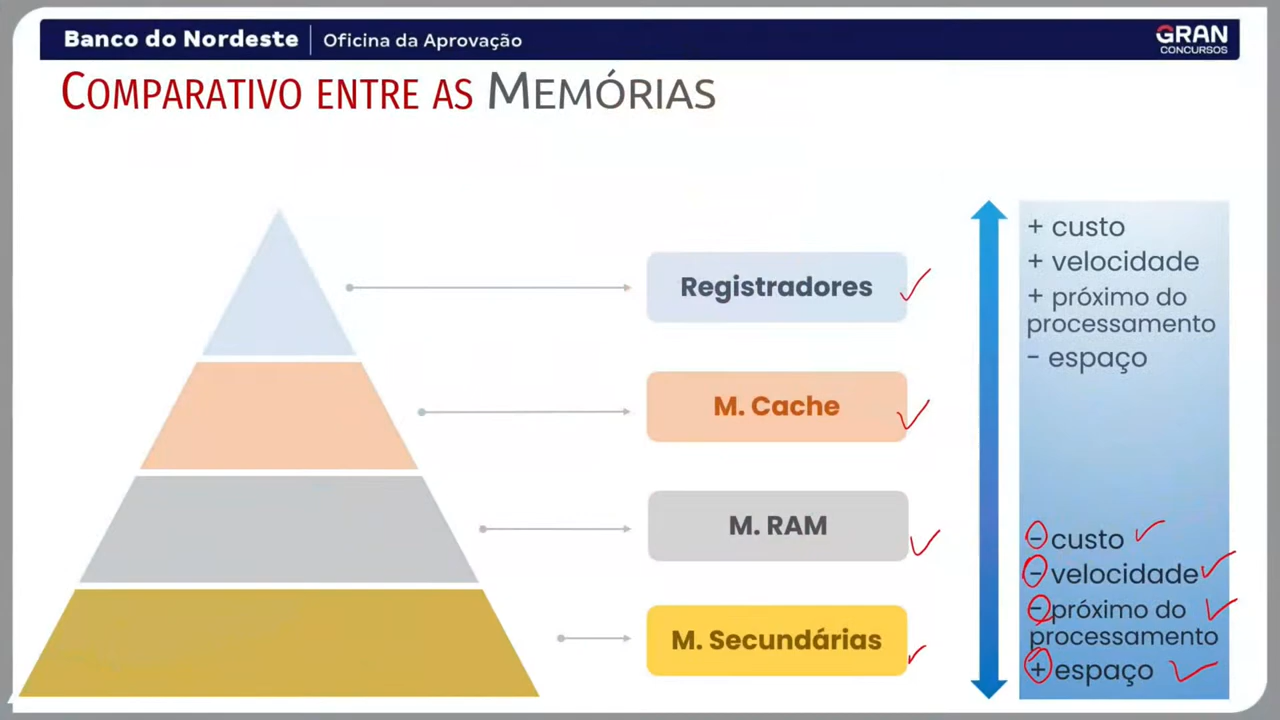 Banco do Nordeste | Oficina da Aprovação
GRAN
CONCURSOS
COMPARATIVO ENTRE AS MEMÓRIAS
Registradores
M. Cache
M. RAM
M. Secundárias
+ custo
+ velocidade
+ próximo do
processamento
- espaço
- custo
- velocidade
- próximo do
processamento
+ espaço